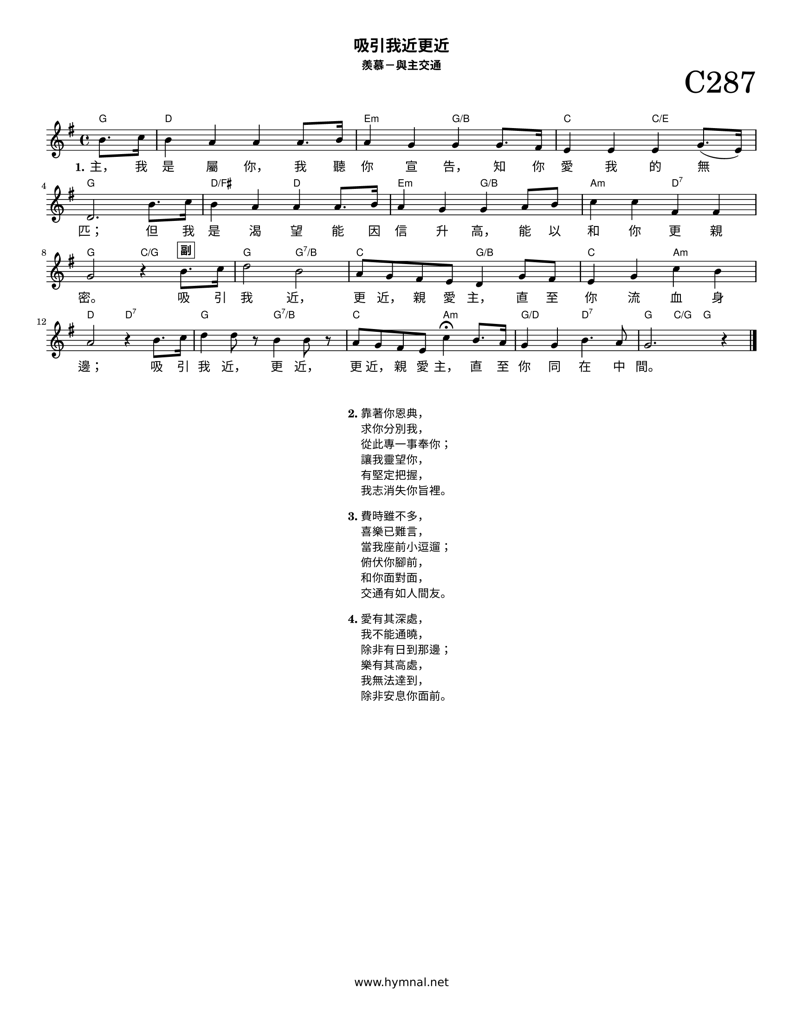 吸引我近更近
羨慕－與主交通
C287
G D Em G/B C C/E
1. 主， 我 是 屬 你， 我 聽 你 宣 告， 知 你 愛 我 的 無
4 G D/F♯ D Em G/B Am D7
匹； 但 我 是 渴 望 能 因 信 升 高， 能 以 和 你 更 親
8 G C/G 副 G G7/B C G/B C Am
密。 吸 引 我 近， 更 近， 親 愛 主， 直 至 你 流 血 身
12 D D7 G G7/B C Am G/D D7 G C/G G
邊； 吸 引 我 近， 更 近， 更 近， 親 愛 主， 直 至 你 同 在 中 間。
2. 靠著你恩典，
求你分別我，
從此專一事奉你；
讓我靈望你，
有堅定把握，
我志消失你旨裡。
3. 費時雖不多，
喜樂已難言，
當我座前小逗遛；
俯伏你腳前，
和你面對面，
交通有如人間友。
4. 愛有其深處，
我不能通曉，
除非有日到那邊；
樂有其高處，
我無法達到，
除非安息你面前。
www.hymnal.net